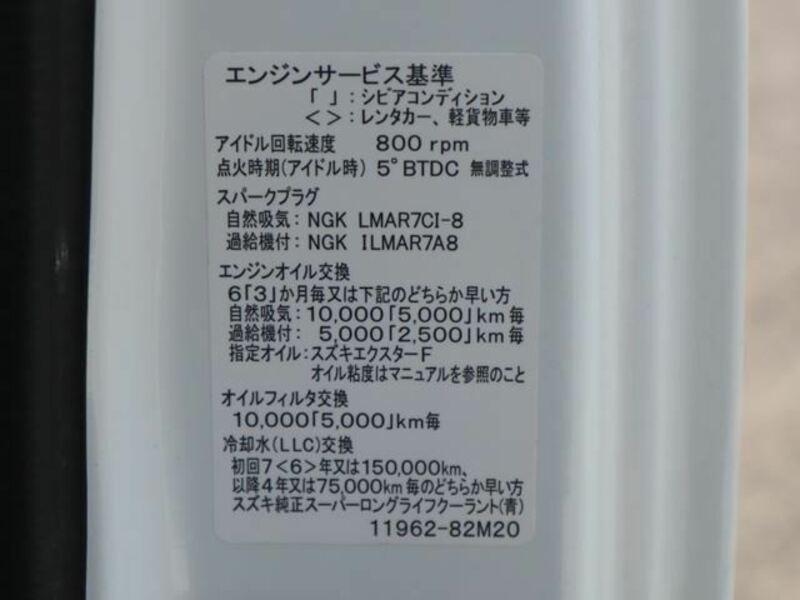 エンジンサービス基準
「 」：シビアコンディション
＜＞：レンタカー、軽貨物車等
アイドル回転速度 800 rpm
点火時期(アイドル時) 5°BTDC 無調整式
スパークプラグ
自然吸気：NGK LMAR7CI-8
過給機付：NGK ILMAR7A8
エンジンオイル交換
6「3」か月毎又は下記のどちらか早い方
自然吸気：10,000「5,000」km毎
過給機付：5,000「2,500」km毎
指定オイル：スズキエクスターF
オイル粘度はマニュアルを参照のこと
オイルフィルタ交換
10,000「5,000」km毎
冷却水(LLC)交換
初回7＜6＞年又は150,000km、
以降4年又は75,000km毎のどちらか早い方
スズキ純正スーパーロングライフクーラント(青)
11962-82M20